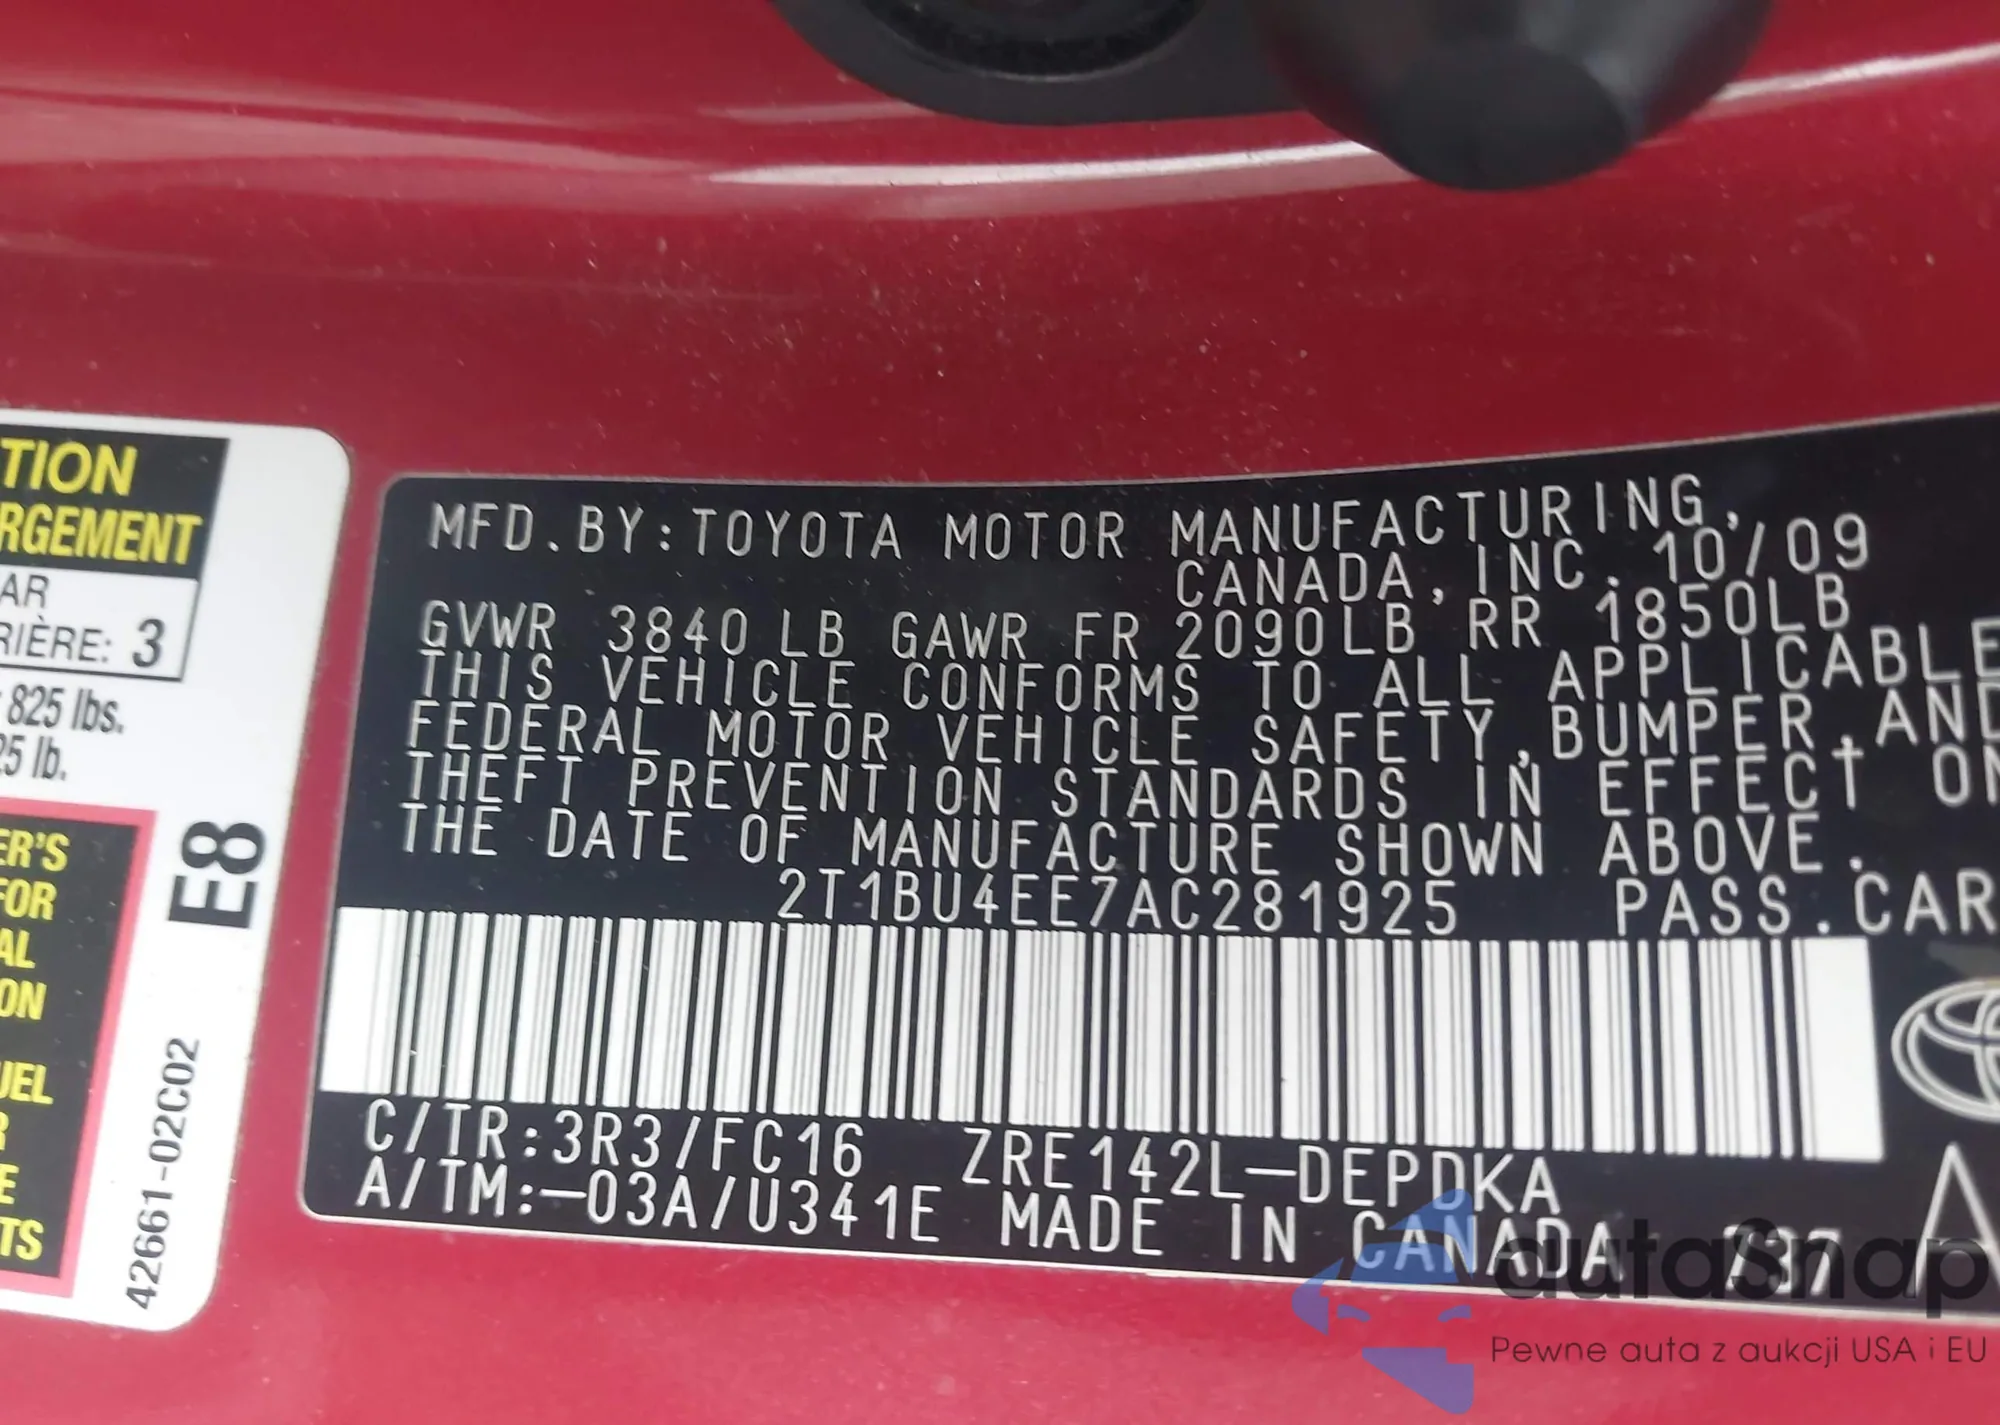 TION
RGEMENT
AR
RIÈRE: 3
825 lbs.
25 lb.
ER'S
FOR
AL
ON
UEL
R
E
TS
E8
42661-02C02
MFD.BY:TOYOTA MOTOR MANUFACTURING,
CANADA,INC. 10/09
GVWR 3840LB GAWR FR 2090LB RR 1850LB
THIS VEHICLE CONFORMS TO ALL APPLICABLE
FEDERAL MOTOR VEHICLE SAFETY,BUMPER,AND
THEFT PREVENTION STANDARDS IN EFFECT ON
THE DATE OF MANUFACTURE SHOWN ABOVE.
2T1BU4EE7AC281925 PASS.CAR
C/TR:3R3/FC16 ZRE142L-DEPDKA
A/TM:-03A/U341E MADE IN CANADA 737
A
autoSnap
Pewne auta z aukcji USA i EU